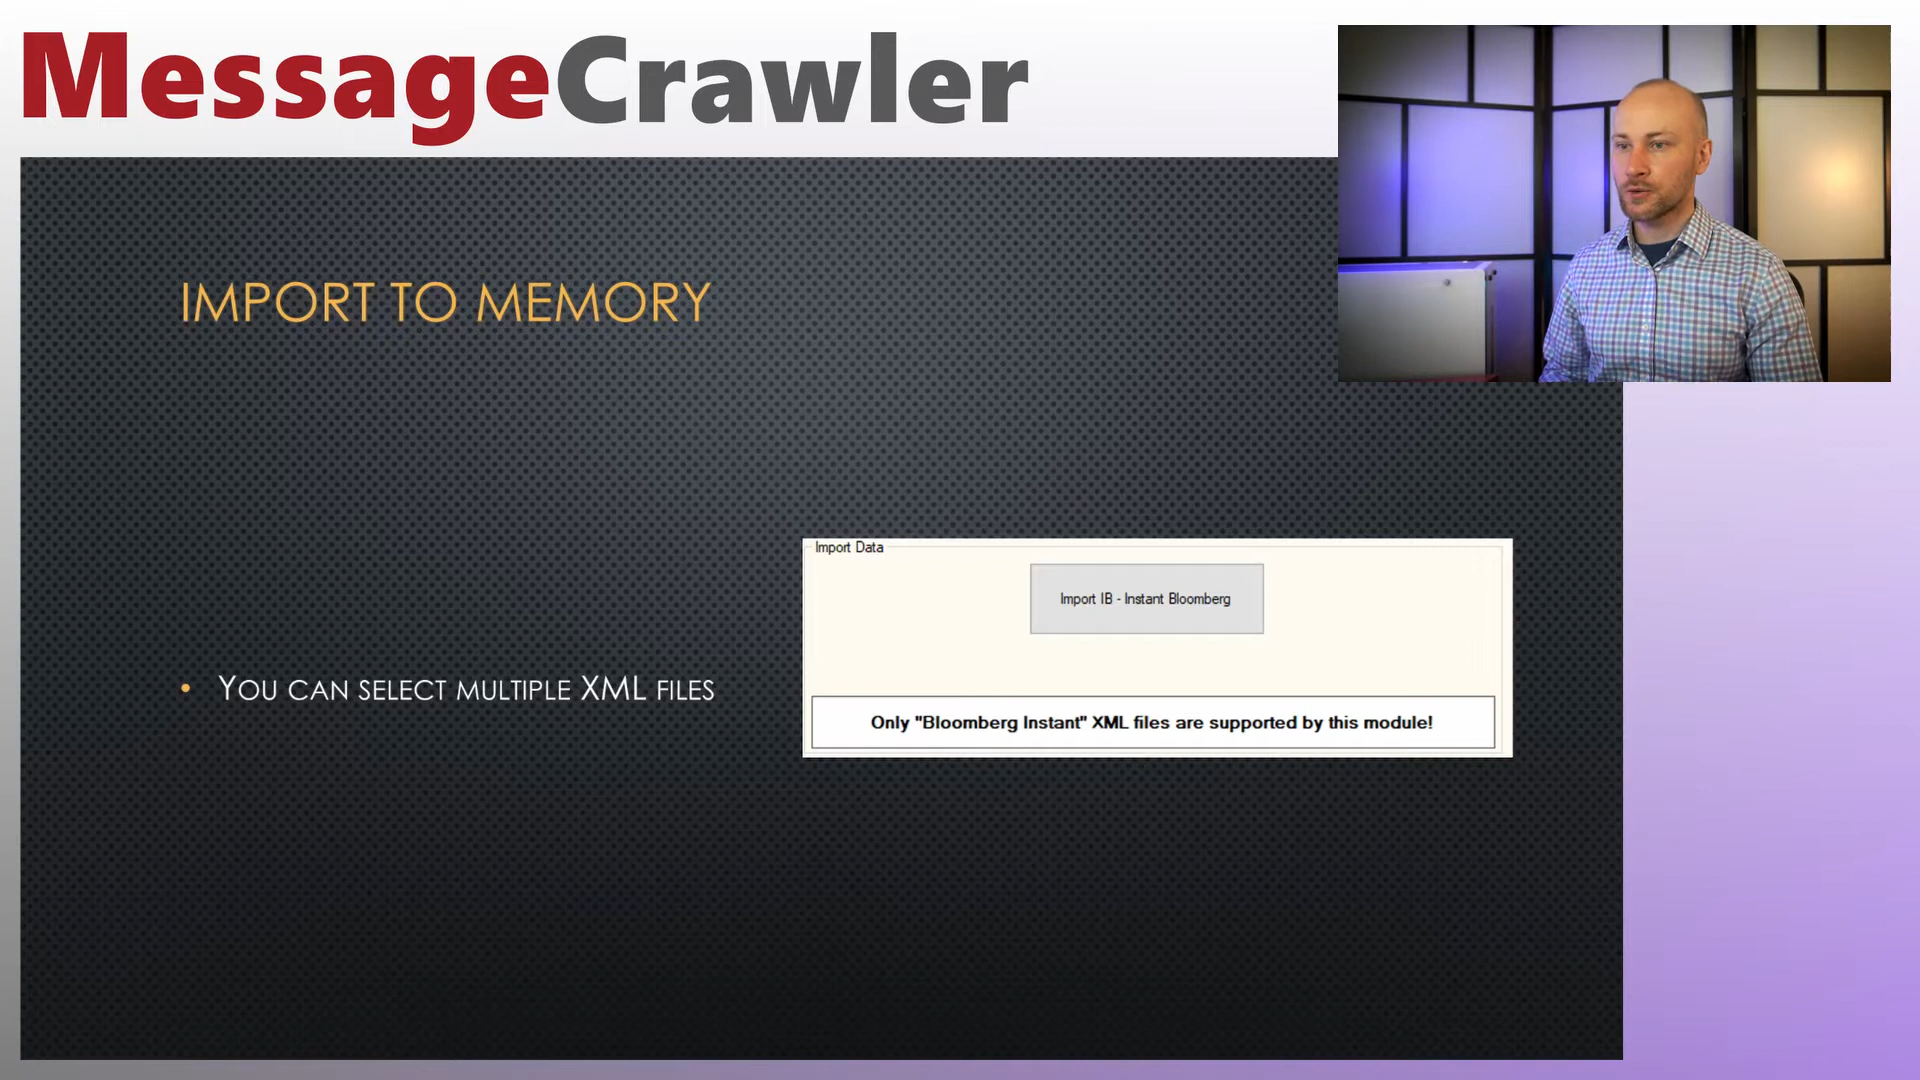 MessageCrawler
IMPORT TO MEMORY
• YOU CAN SELECT MULTIPLE XML FILES
Import Data
Import IB - Instant Bloomberg
Only "Bloomberg Instant" XML files are supported by this module!